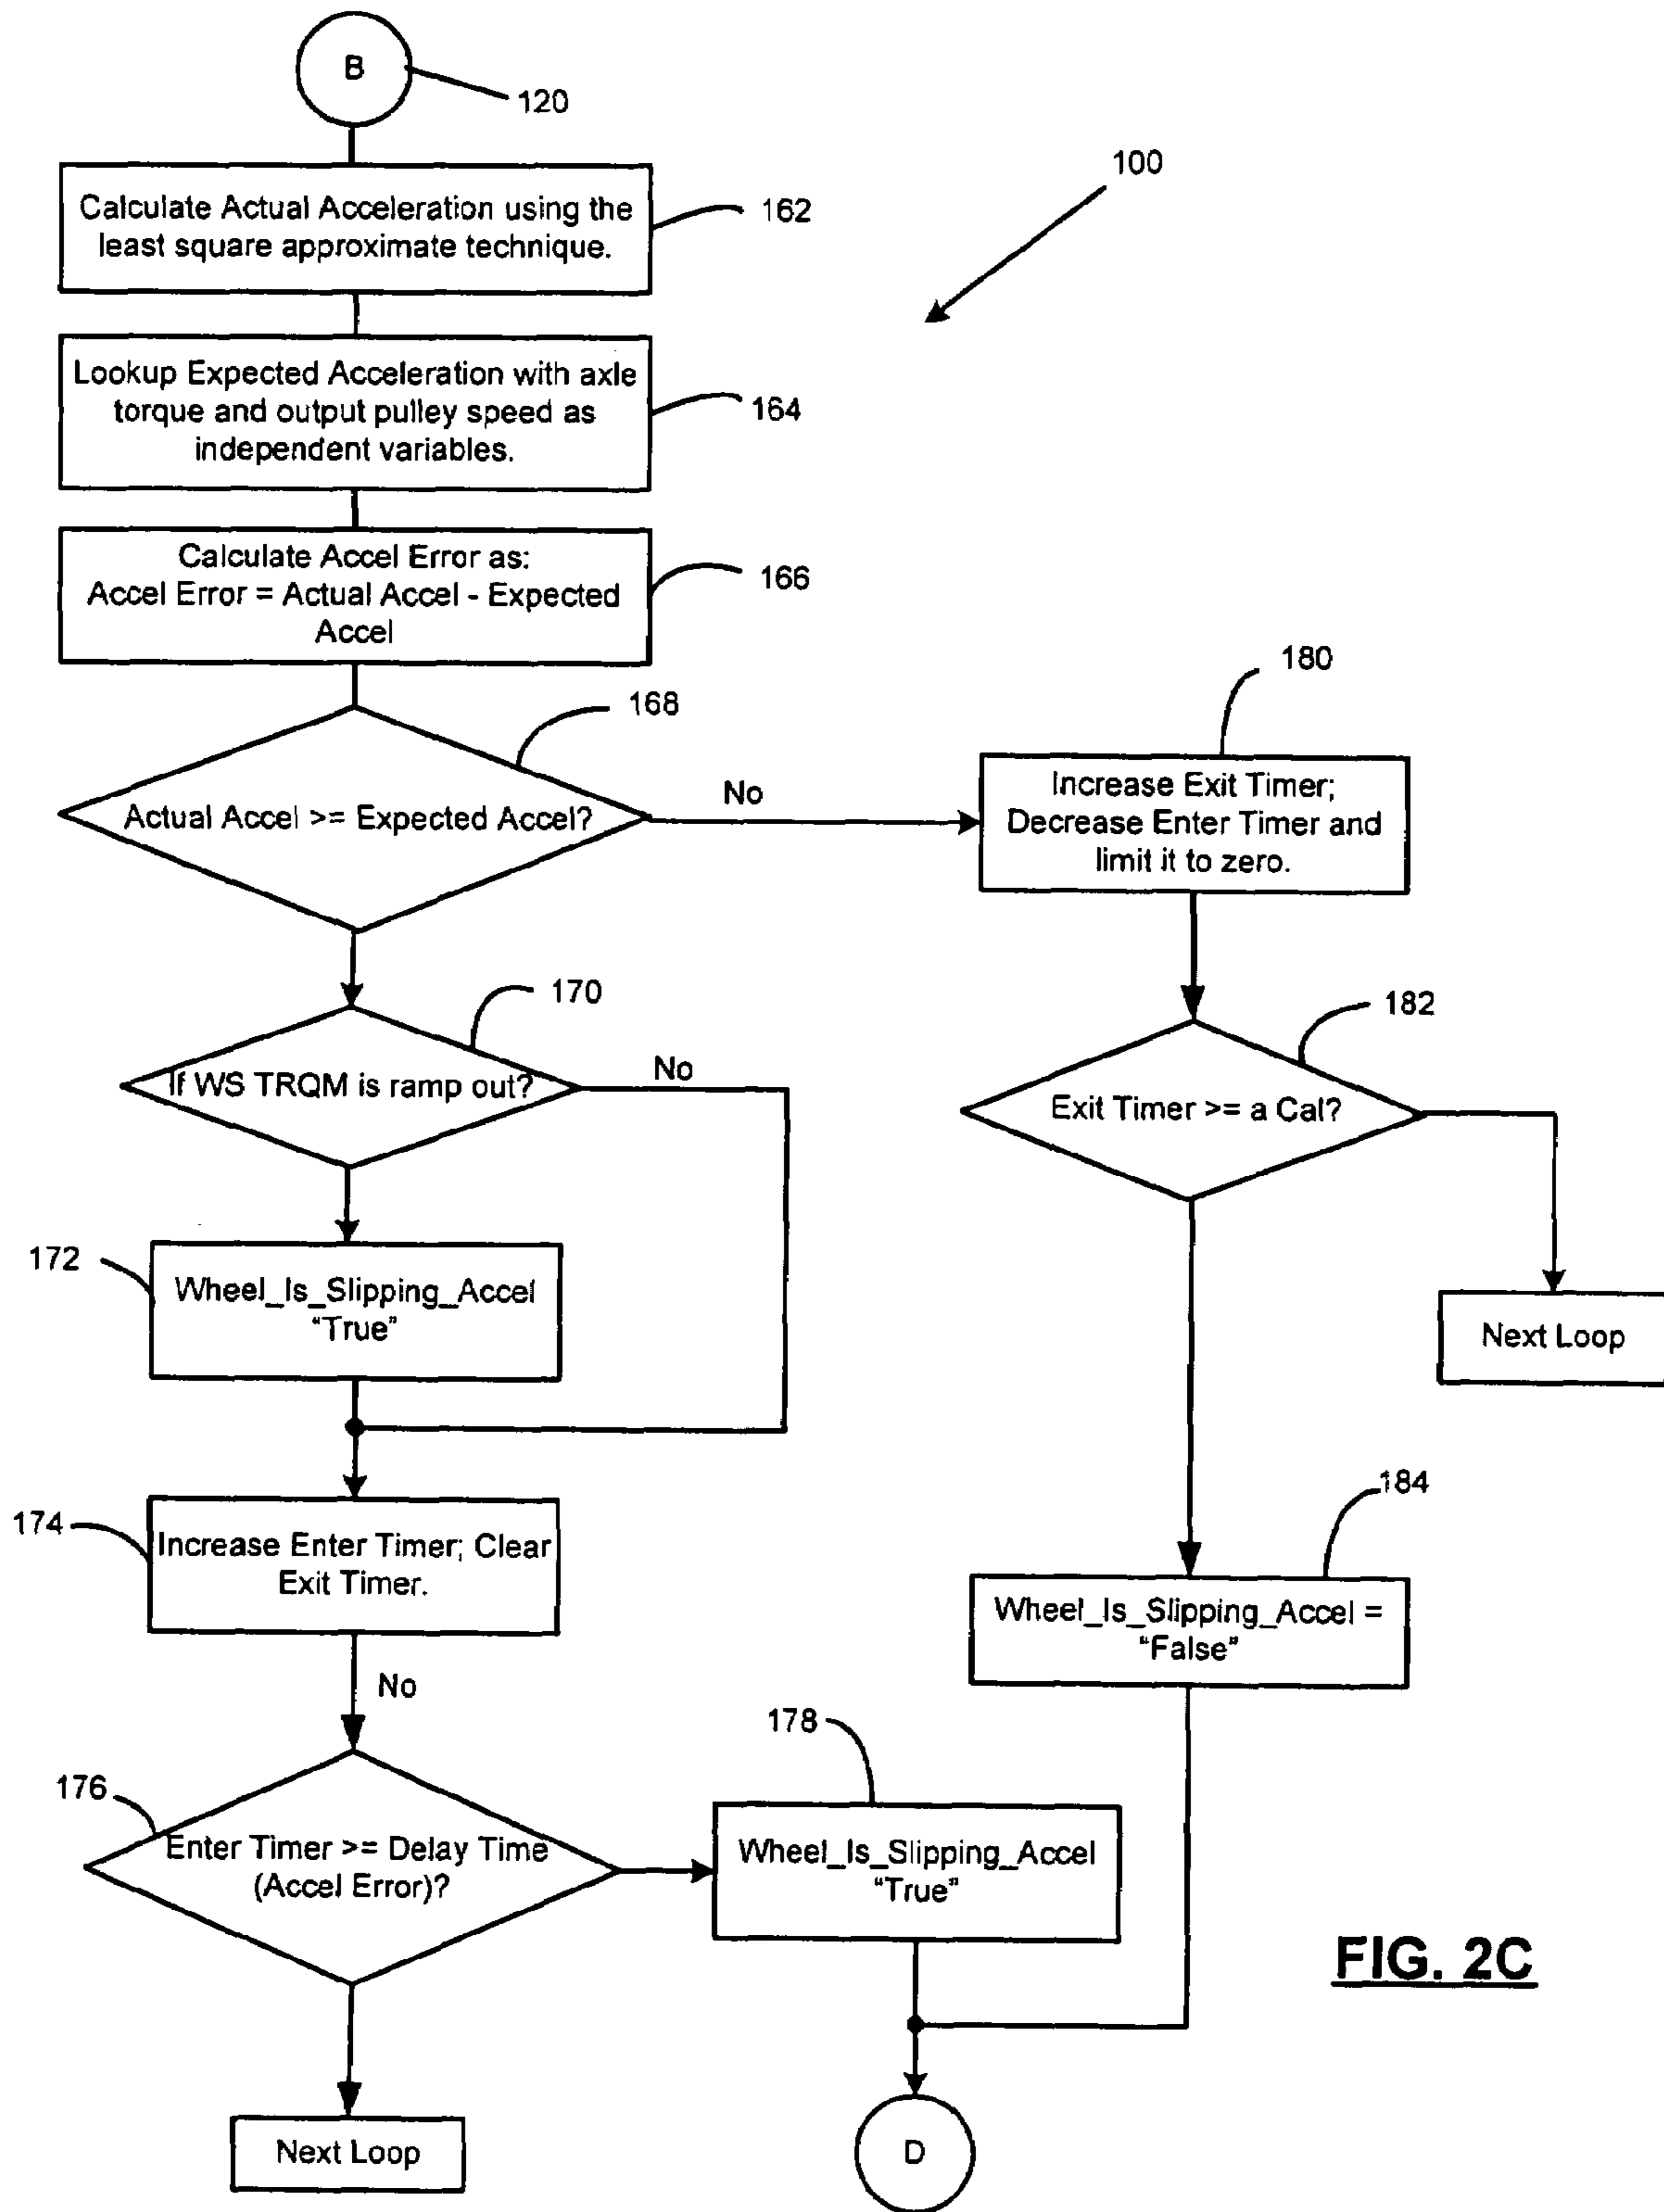 B
120
100
Calculate Actual Acceleration using the
least square approximate technique.
162
Lookup Expected Acceleration with axle
torque and output pulley speed as
independent variables.
164
Calculate Accel Error as:
Accel Error = Actual Accel - Expected
Accel
166
168
Actual Accel >= Expected Accel?
No
180
Increase Exit Timer;
Decrease Enter Timer and
limit it to zero.
170
If WS TRQM is ramp out?
No
182
Exit Timer >= a Cal?
Next Loop
172
Wheel_Is_Slipping_Accel
“True”
174
Increase Enter Timer; Clear
Exit Timer.
184
Wheel_Is_Slipping_Accel =
“False”
No
176
Enter Timer >= Delay Time
(Accel Error)?
178
Wheel_Is_Slipping_Accel
“True”
Next Loop
D
FIG. 2C